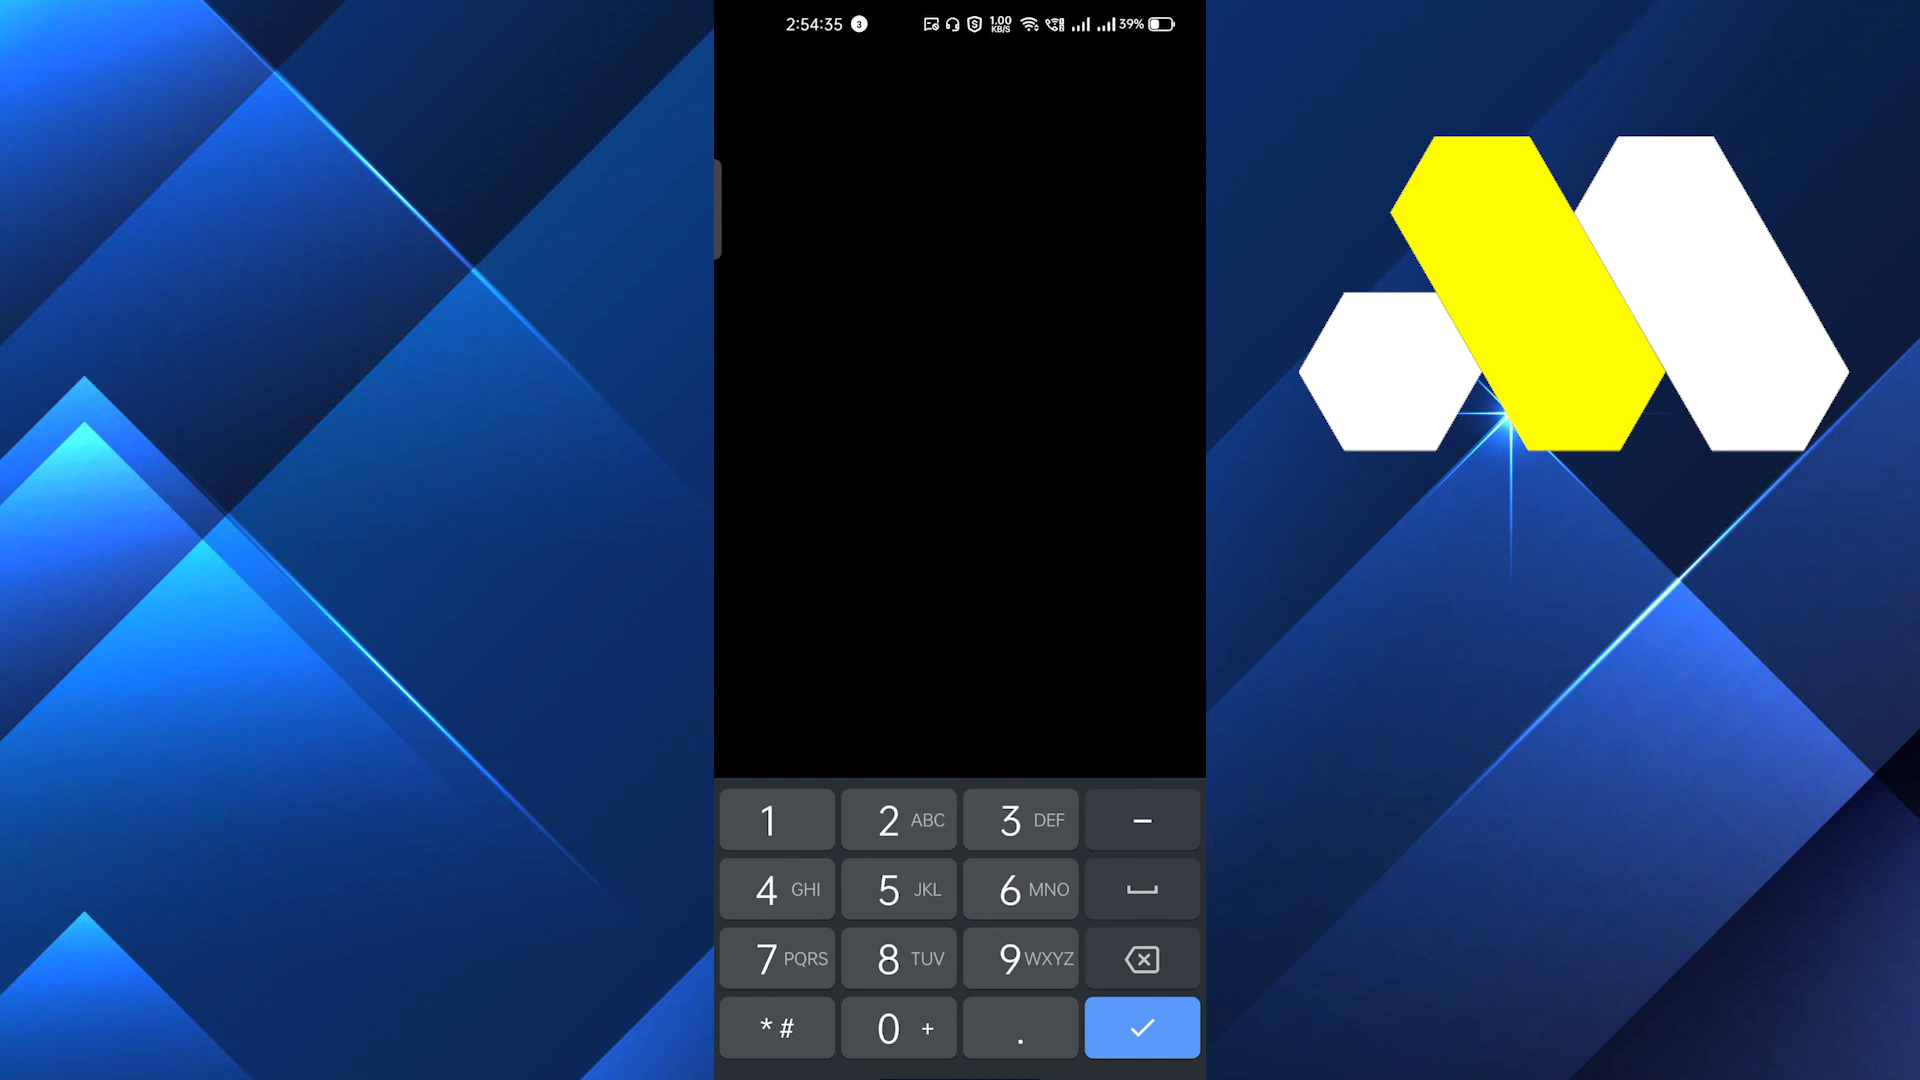 2:54:35 3 1.00 KB/S 39%
1 2 ABC 3 DEF -
4 GHI 5 JKL 6 MNO
7 PQRS 8 TUV 9 WXYZ
* # 0 + .